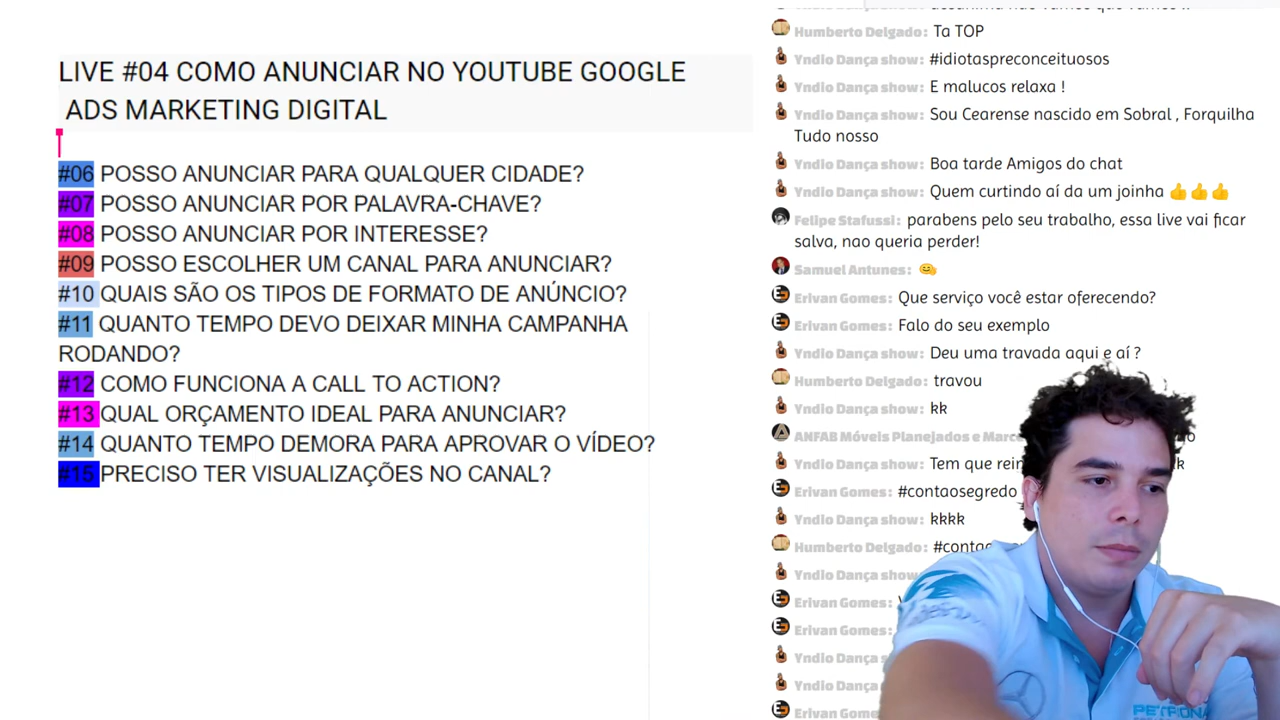 LIVE #04 COMO ANUNCIAR NO YOUTUBE GOOGLE
ADS MARKETING DIGITAL
#06 POSSO ANUNCIAR PARA QUALQUER CIDADE?
#07 POSSO ANUNCIAR POR PALAVRA-CHAVE?
#08 POSSO ANUNCIAR POR INTERESSE?
#09 POSSO ESCOLHER UM CANAL PARA ANUNCIAR?
#10 QUAIS SÃO OS TIPOS DE FORMATO DE ANÚNCIO?
#11 QUANTO TEMPO DEVO DEIXAR MINHA CAMPANHA
RODANDO?
#12 COMO FUNCIONA A CALL TO ACTION?
#13 QUAL ORÇAMENTO IDEAL PARA ANUNCIAR?
#14 QUANTO TEMPO DEMORA PARA APROVAR O VÍDEO?
#15 PRECISO TER VISUALIZAÇÕES NO CANAL?
Humberto Delgado: Ta TOP
Yndio Dança show: #idiotaspreconceituosos
Yndio Dança show: E malucos relaxa !
Yndio Dança show: Sou Cearense nascido em Sobral , Forquilha
Tudo nosso
Yndio Dança show: Boa tarde Amigos do chat
Yndio Dança show: Quem curtindo aí da um joinha 👍👍👍
Felipe Stafussi: parabens pelo seu trabalho, essa live vai ficar
salva, nao queria perder!
Samuel Antunes: 
Erivan Gomes: Que serviço você estar oferecendo?
Erivan Gomes: Falo do seu exemplo
Yndio Dança show: Deu uma travada aqui e aí ?
Humberto Delgado: travou
Yndio Dança show: kk
ANFAB Móveis Planejados e
Yndio Dança show: Tem que
Erivan Gomes: #contaosegredo
Yndio Dança show: kkkk
Humberto Delgado:
Yndio Dança show
Erivan Gomes:
Erivan Gomes:
Yndio Dança
Yndio Dança
Erivan
PETRONAS